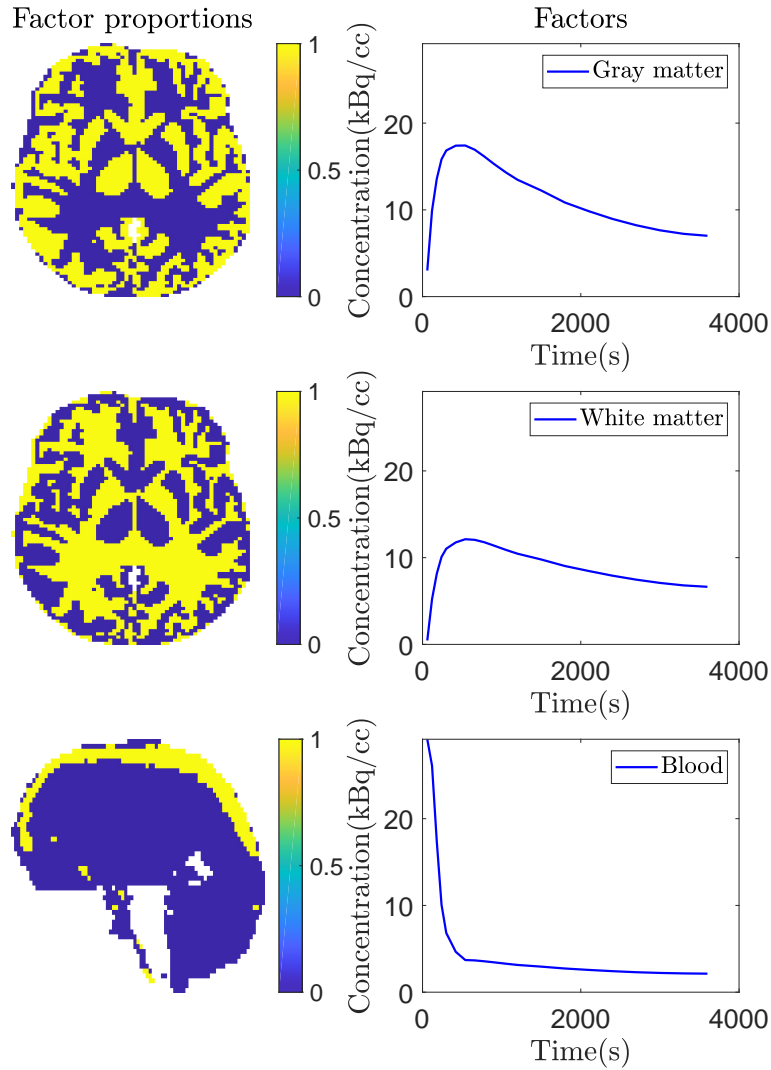 Factor proportions
Factors
1
0.5
0
Concentration(kBq/cc)
20
10
0
Gray matter
0
2000
4000
Time(s)
1
0.5
0
Concentration(kBq/cc)
20
10
0
White matter
0
2000
4000
Time(s)
1
0.5
0
Concentration(kBq/cc)
20
10
0
Blood
0
2000
4000
Time(s)